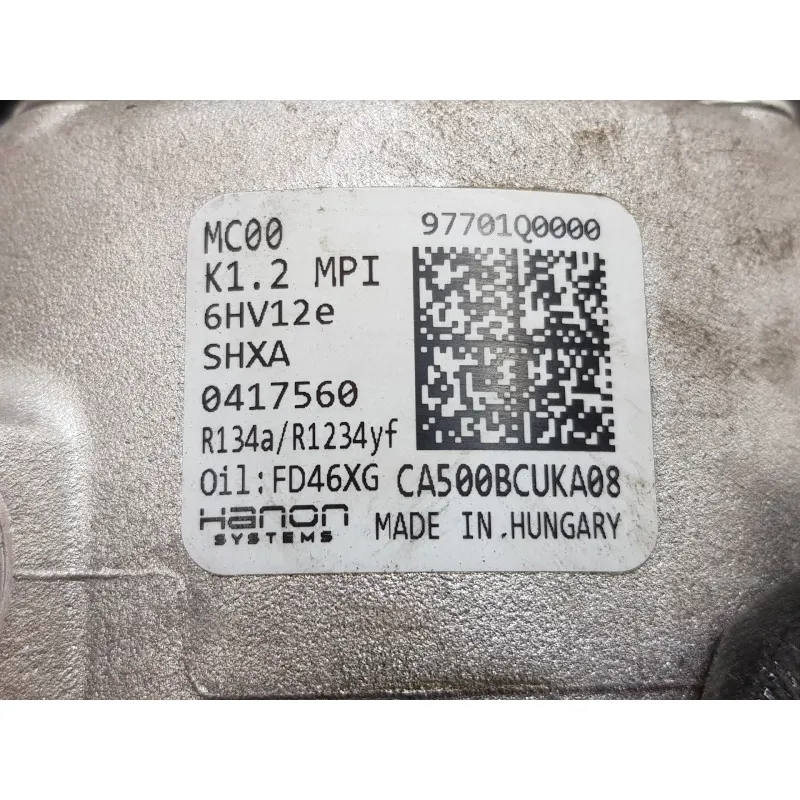 MC00
97701Q0000
K1.2 MPI
6HV12e
SHXA
0417560
R134a/R1234yf
Oil:FD46XG CA500BCUKA08
Hanon
SYSTEMS
MADE IN.HUNGARY